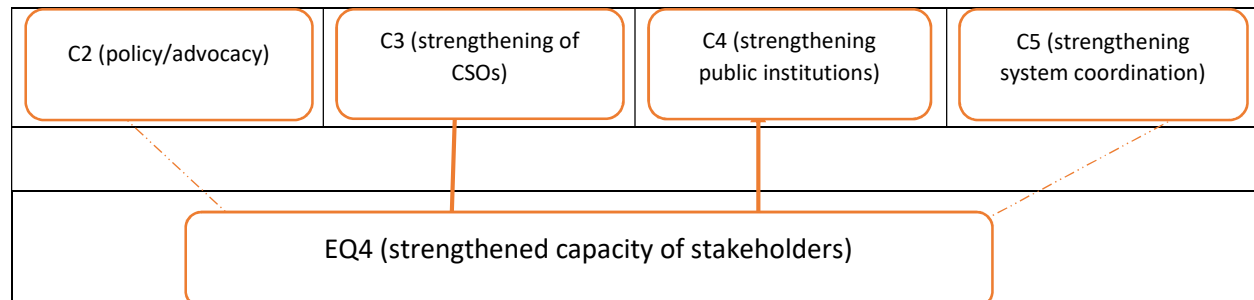 C2 (policy/advocacy)
C3 (strengthening of
CSOs)
C4 (strengthening
public institutions)
C5 (strengthening
system coordination)
EQ4 (strengthened capacity of stakeholders)